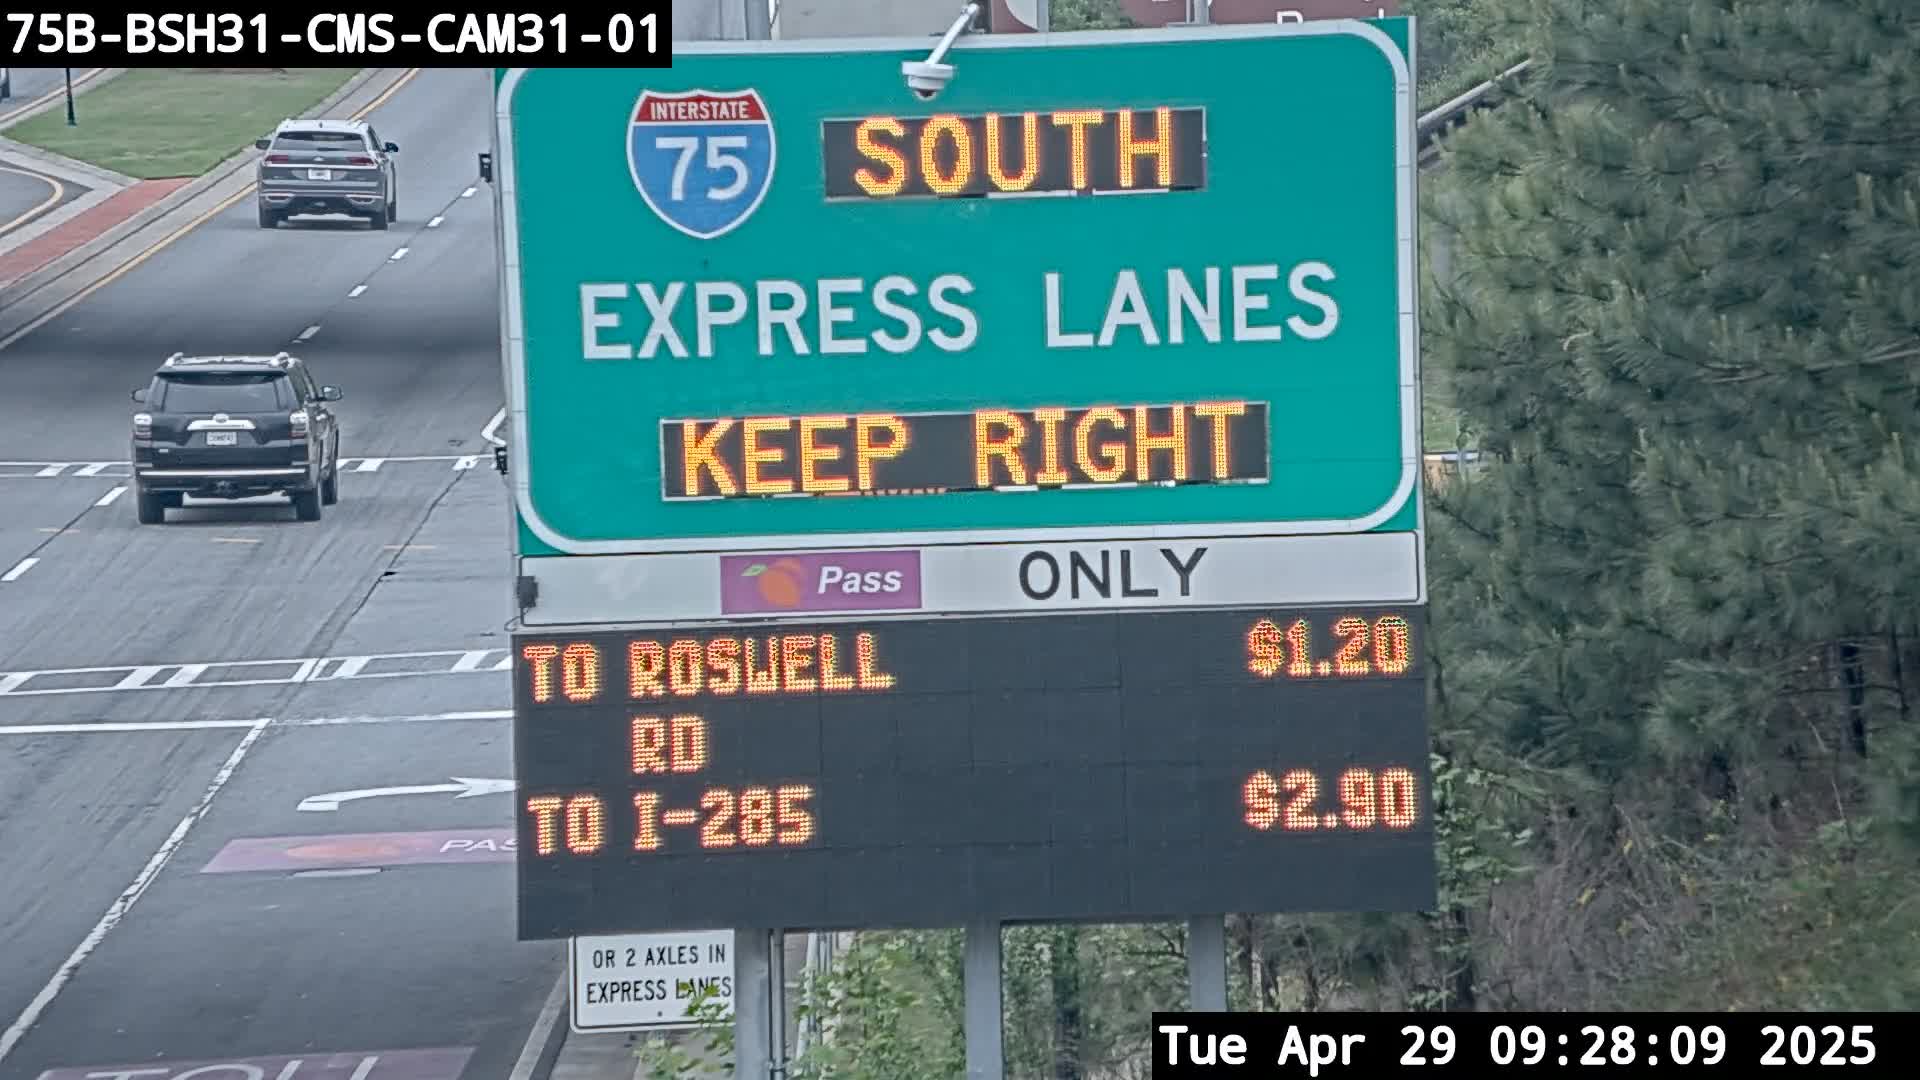 75B-BSH31-CMS-CAM31-01
INTERSTATE
75
SOUTH
EXPRESS LANES
KEEP RIGHT
Pass ONLY
TO ROSWELL $1.20
RD
TO I-285 $2.90
OR 2 AXLES IN
EXPRESS LANES
TOLL
Tue Apr 29 09:28:09 2025